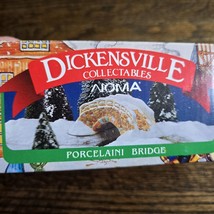 DICKENSVILLE
COLLECTABLES
NOMA
PORCELAINI BRIDGE